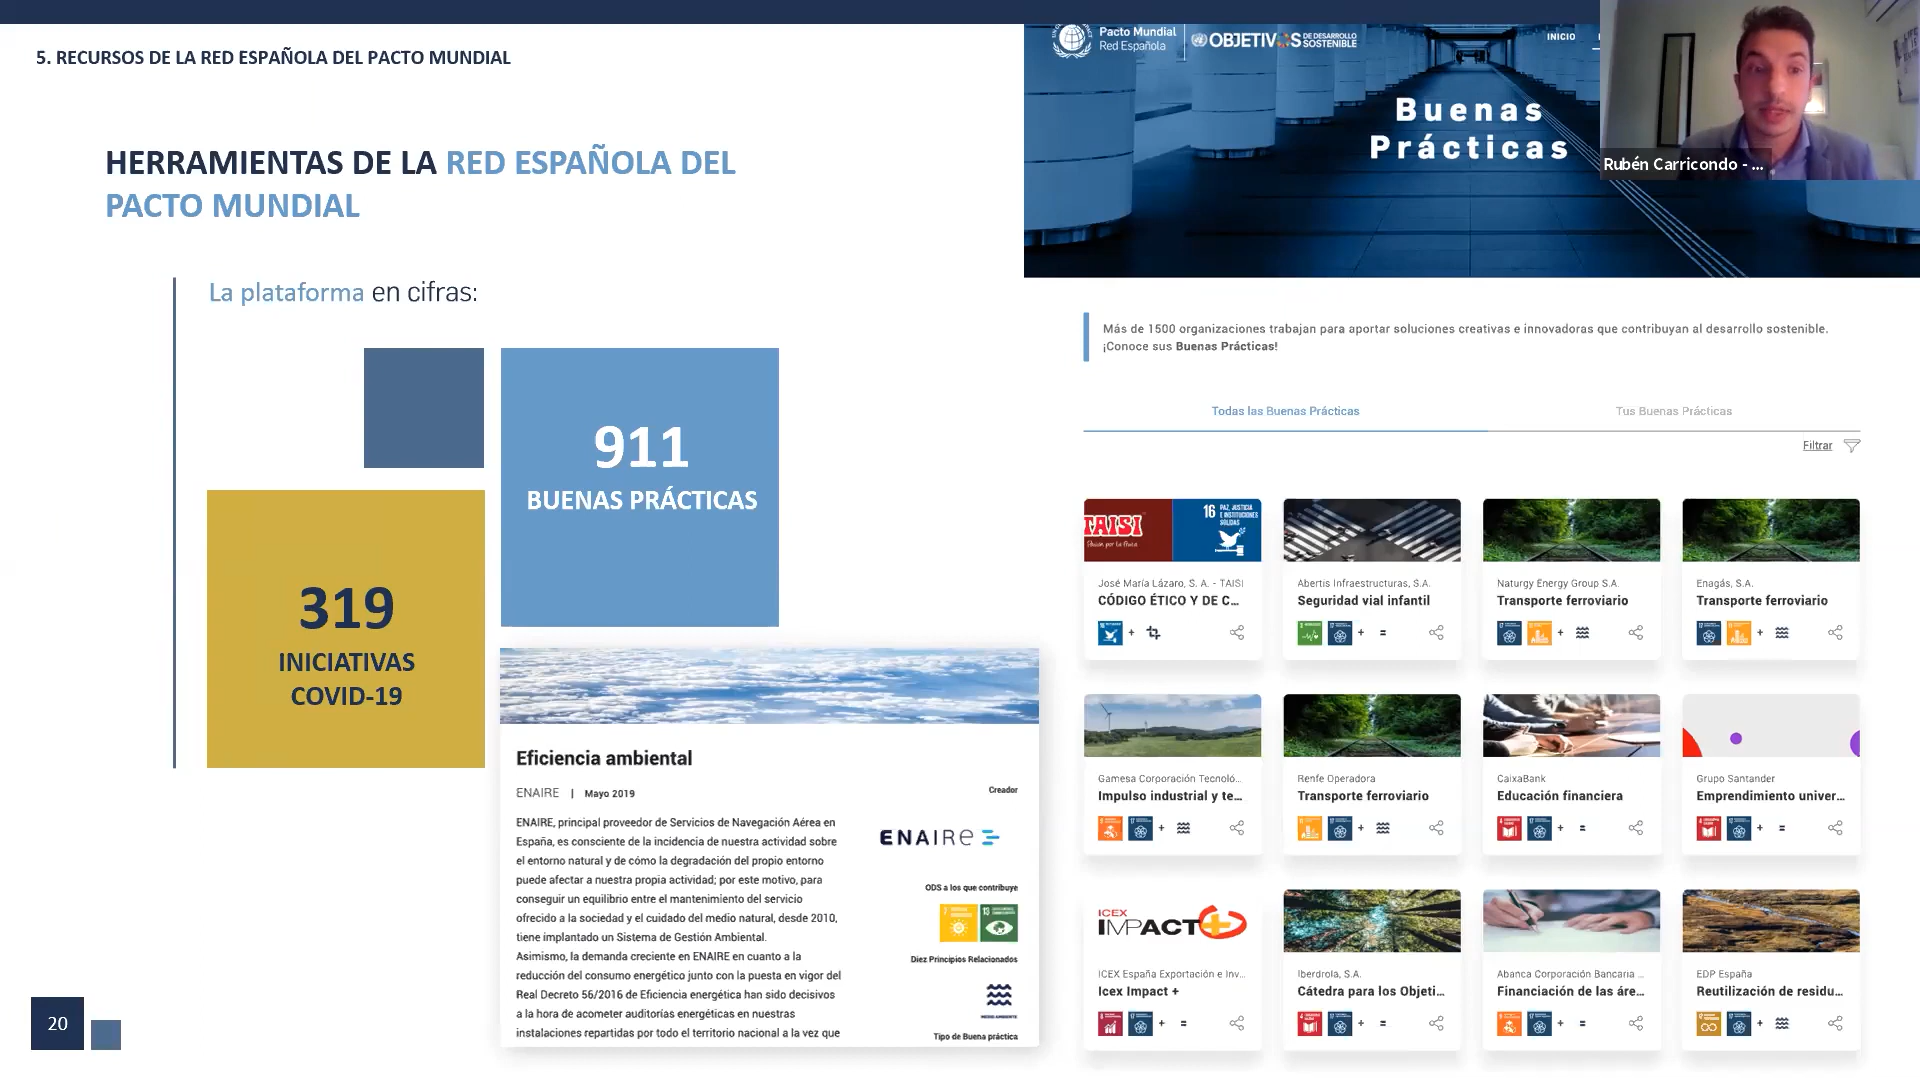 5. RECURSOS DE LA RED ESPAÑOLA DEL PACTO MUNDIAL
HERRAMIENTAS DE LA RED ESPAÑOLA DEL
PACTO MUNDIAL
La plataforma en cifras:
911
BUENAS PRÁCTICAS
319
INICIATIVAS
COVID-19
Eficiencia ambiental
ENAIRE | Mayo 2019
ENAIRE, principal proveedor de Servicios de Navegación Aérea en
España, es consciente de la incidencia de nuestra actividad sobre
el entorno natural y de cómo la degradación del propio entorno
puede afectar a nuestra propia actividad; por este motivo, para
conseguir un equilibrio entre el mantenimiento del servicio
ofrecido a la sociedad y el cuidado del medio natural, desde 2010,
tiene implantado un Sistema de Gestión Ambiental.
Asimismo, la demanda creciente en ENAIRE en cuanto a la
reducción del consumo energético junto con la puesta en vigor del
Real Decreto 56/2016 de Eficiencia energética han sido decisivos
a la hora de acometer auditorías energéticas en nuestras
instalaciones repartidas por todo el territorio nacional a la vez que
Creador
ENAIRE
ODS a los que contribuye
7
13
Diez Principios Relacionados
MEDIO AMBIENTE
Tipo de Buena práctica
20
Pacto Mundial
Red Española
OBJETIVOS DE DESARROLLO
SOSTENIBLE
INICIO
Buenas
Prácticas
Rubén Carricondo - ...
Más de 1500 organizaciones trabajan para aportar soluciones creativas e innovadoras que contribuyan al desarrollo sostenible.
¡Conoce sus Buenas Prácticas!
Todas las Buenas Prácticas
Tus Buenas Prácticas
Filtrar
TAISI
16 PAZ, JUSTICIA
E INSTITUCIONES
SÓLIDAS
José María Lázaro, S. A. - TAISI
CÓDIGO ÉTICO Y DE C...
+
Abertis Infraestructuras, S.A.
Seguridad vial infantil
+ =
Naturgy Energy Group S.A.
Transporte ferroviario
+
Enagás, S.A.
Transporte ferroviario
+
Gamesa Corporación Tecnoló...
Impulso industrial y te...
+
Renfe Operadora
Transporte ferroviario
+
CaixaBank
Educación financiera
+ =
Grupo Santander
Emprendimiento univer...
+ =
ICEX
IMPACT+
ICEX España Exportación e Inv...
Icex Impact +
+ =
Iberdrola, S.A.
Cátedra para los Objeti...
+ =
Abanca Corporación Bancaria ...
Financiación de las áre...
+ =
EDP España
Reutilización de residu...
+